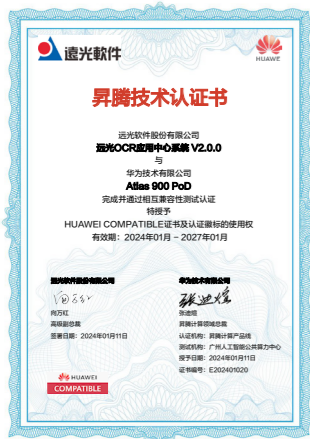 遠光軟件
HUAWEI
昇腾技术认证书
远光软件股份有限公司
远光OCR应用中心系统 V2.0.0
与
华为技术有限公司
Atlas 900 PoD
完成并通过相互兼容性测试认证
特授予
HUAWEI COMPATIBLE证书及认证徽标的使用权
有效期：2024年01月 – 2027年01月
远光软件股份有限公司
向万红
高级副总裁
签署日期：2024年01月11日
华为技术有限公司
张迪煊
张迪煊
昇腾计算领域总裁
认证机构：昇腾计算产品线
测试机构：广州人工智能公共算力中心
授予日期：2024年01月11日
证书编号：E202401020
HUAWEI
COMPATIBLE